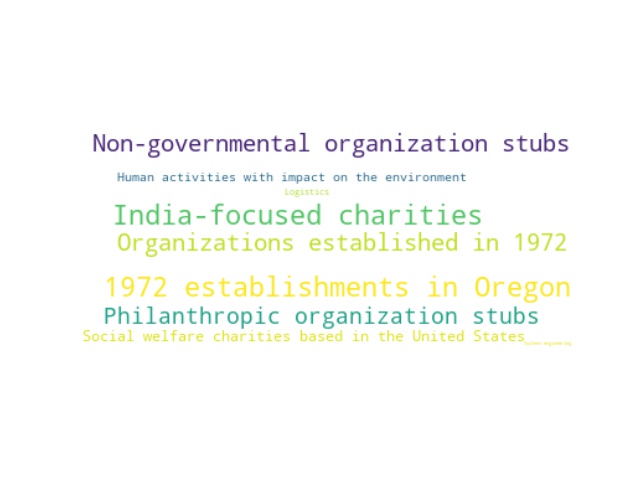 Non-governmental organization stubs
Human activities with impact on the environment
Logistics
India-focused charities
Organizations established in 1972
1972 establishments in Oregon
Philanthropic organization stubs
Social welfare charities based in the United States